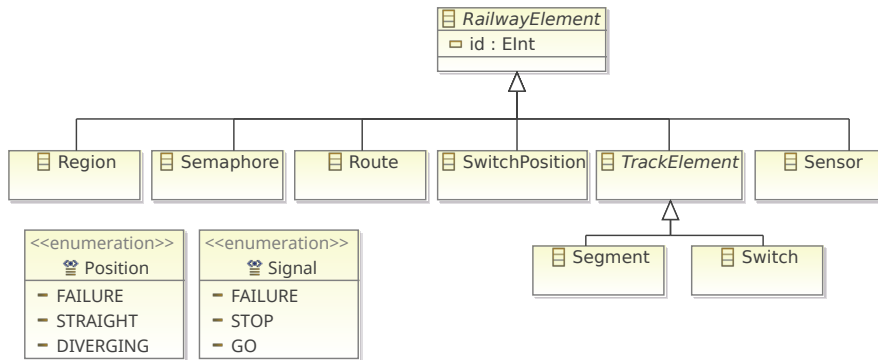 RailwayElement
id : EInt
Region
Semaphore
Route
SwitchPosition
TrackElement
Sensor
<<enumeration>>
Position
FAILURE
STRAIGHT
DIVERGING
<<enumeration>>
Signal
FAILURE
STOP
GO
Segment
Switch